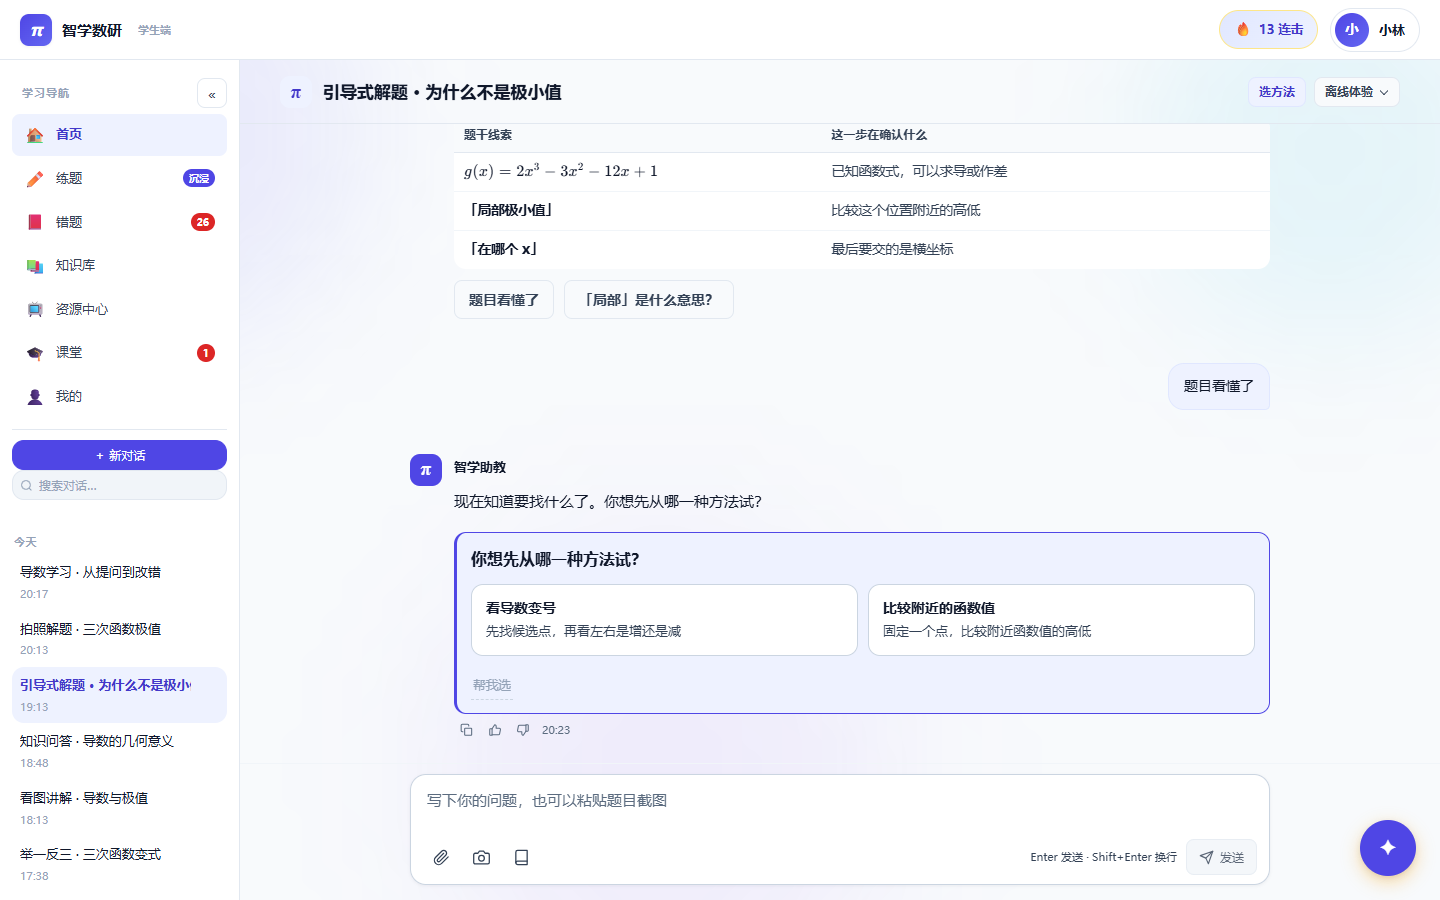 π 智学数研 学生端
🔥 13 连击
小 小林
学习导航
«
首页
练题 沉浸
错题 26
知识库
资源中心
课堂 1
我的
+ 新对话
搜索对话...
今天
导数学习 · 从提问到改错
20:17
拍照解题 · 三次函数极值
20:13
引导式解题 • 为什么不是极小
19:13
知识问答 · 导数的几何意义
18:48
看图讲解 · 导数与极值
18:13
举一反三 · 三次函数变式
17:38
π 引导式解题 • 为什么不是极小值
选方法
离线体验
题干线索 这一步在确认什么
g(x) = 2x³ − 3x² − 12x + 1 已知函数式，可以求导或作差
「局部极小值」 比较这个位置附近的高低
「在哪个 x」 最后要交的是横坐标
题目看懂了
「局部」是什么意思？
题目看懂了
π 智学助教
现在知道要找什么了。你想先从哪一种方法试？
你想先从哪一种方法试？
看导数变号
先找候选点，再看左右是增还是减
比较附近的函数值
固定一个点，比较附近函数值的高低
帮我选
20:23
写下你的问题，也可以粘贴题目截图
Enter 发送 · Shift+Enter 换行
发送